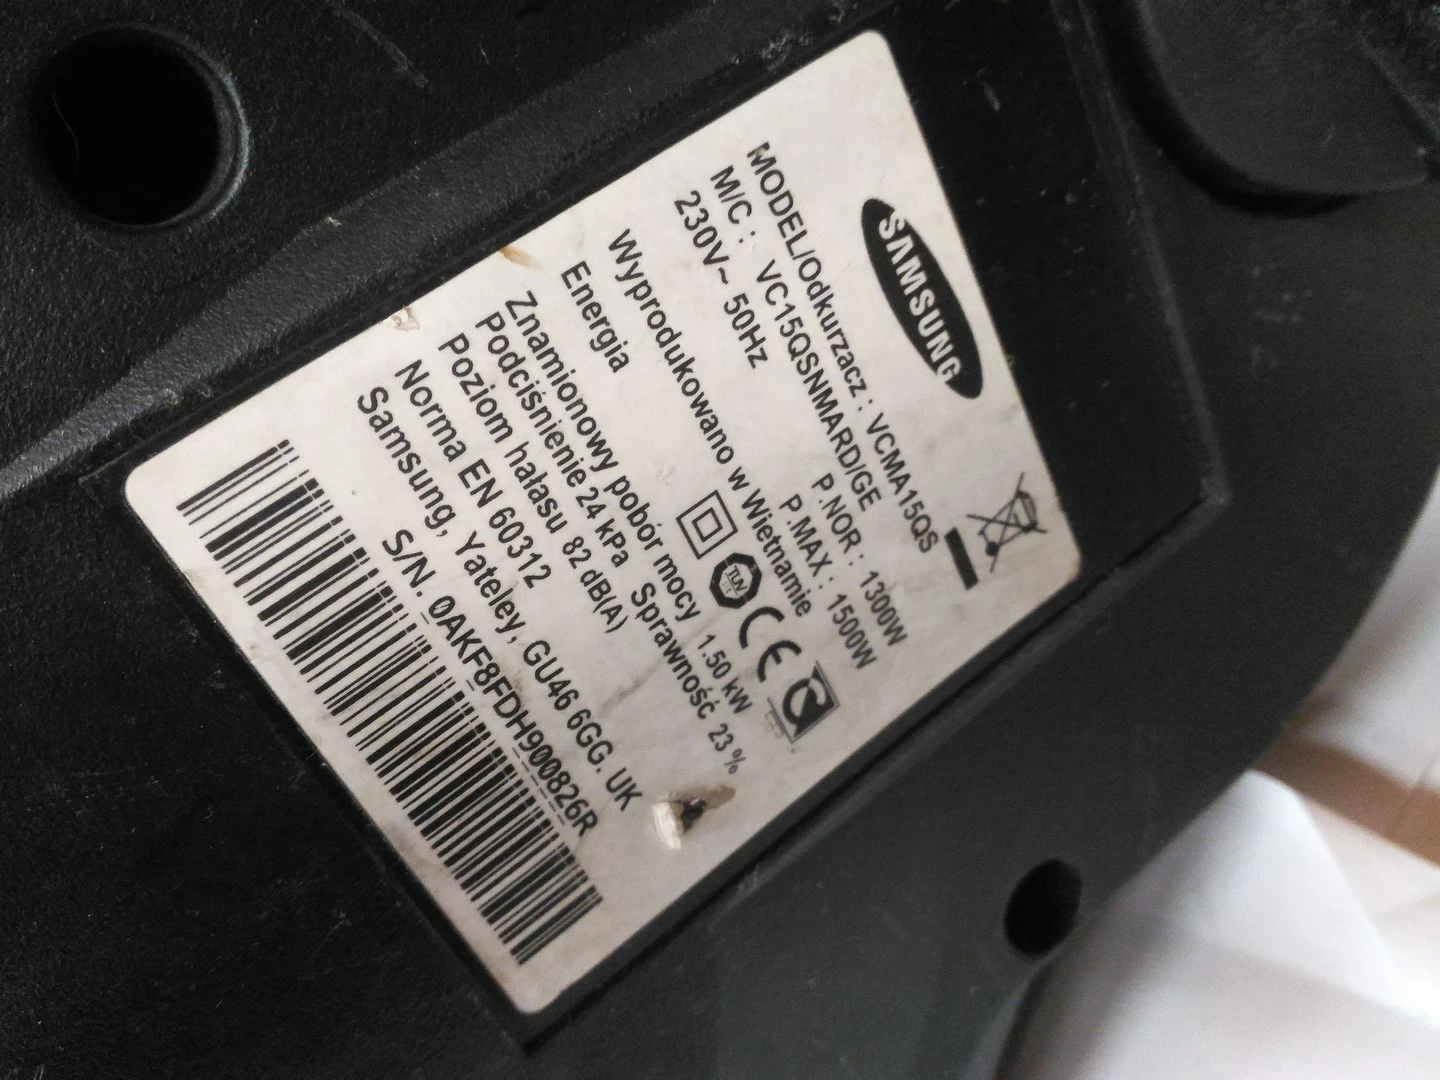 SAMSUNG
MODEL/Odkurzacz : VCMA15QS
M/C : VC15QSNMARD/GE
230V~ 50Hz
P.NOR : 1300W
P.MAX : 1500W
Wyprodukowano w Wietnamie
TÜV
CE
Energia
Znamionowy pobór mocy 1.50 kW
Podciśnienie 24 kPa Sprawność 23 %
Poziom hałasu 82 dB(A)
Norma EN 60312
Samsung, Yateley, GU46 6GG. UK
S/N. 0AKF8FDH900826R